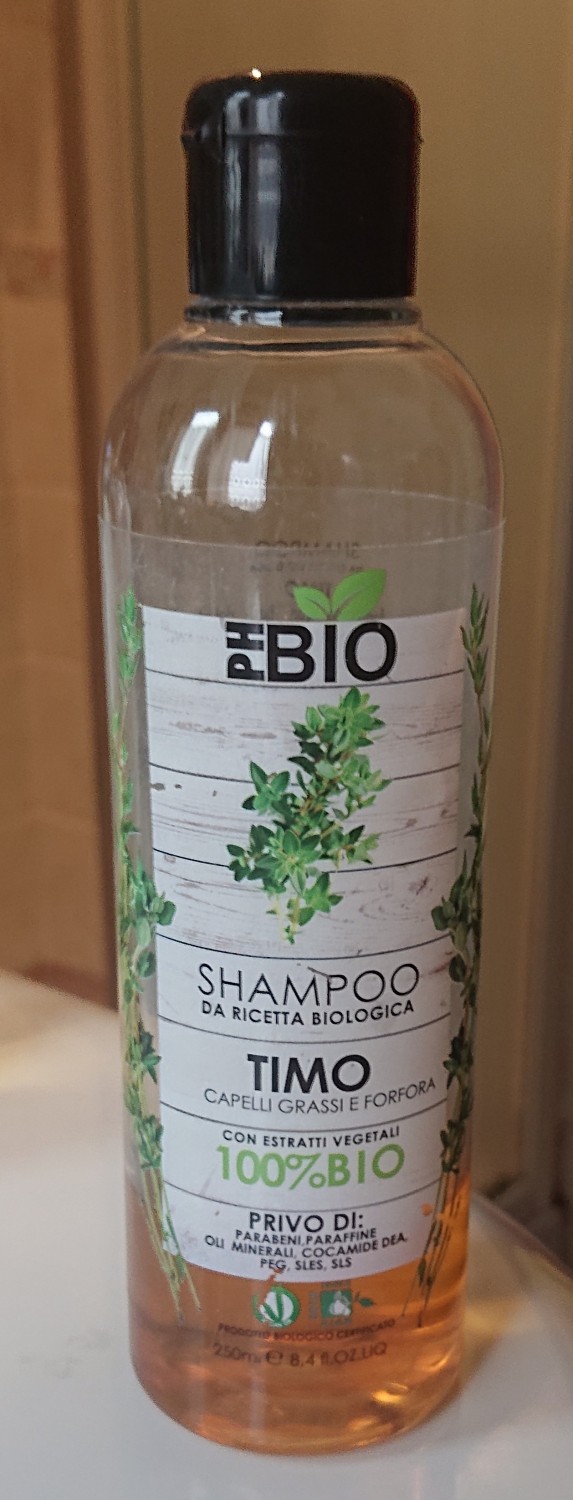 PH BIO
SHAMPOO
DA RICETTA BIOLOGICA
TIMO
CAPELLI GRASSI E FORFORA
CON ESTRATTI VEGETALI
100% BIO
PRIVO DI:
PARABENI, PARAFFINE
OLI MINERALI, COCAMIDE DEA,
PEG, SLES, SLS
PRODOTTO BIOLOGICO CERTIFICATO
250ml e 8.4 fl.OZ.LIQ